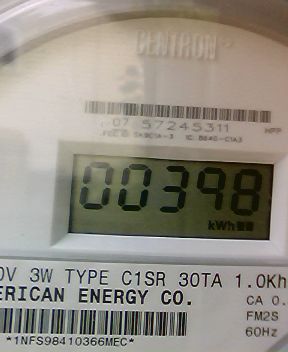 CENTRON
07 57245311
00398
kWh
3W TYPE C1SR 30TA 1.0Kh
ERICAN ENERGY CO.
CA 0.
FM2S
60Hz
*1NFS98410366MEC*